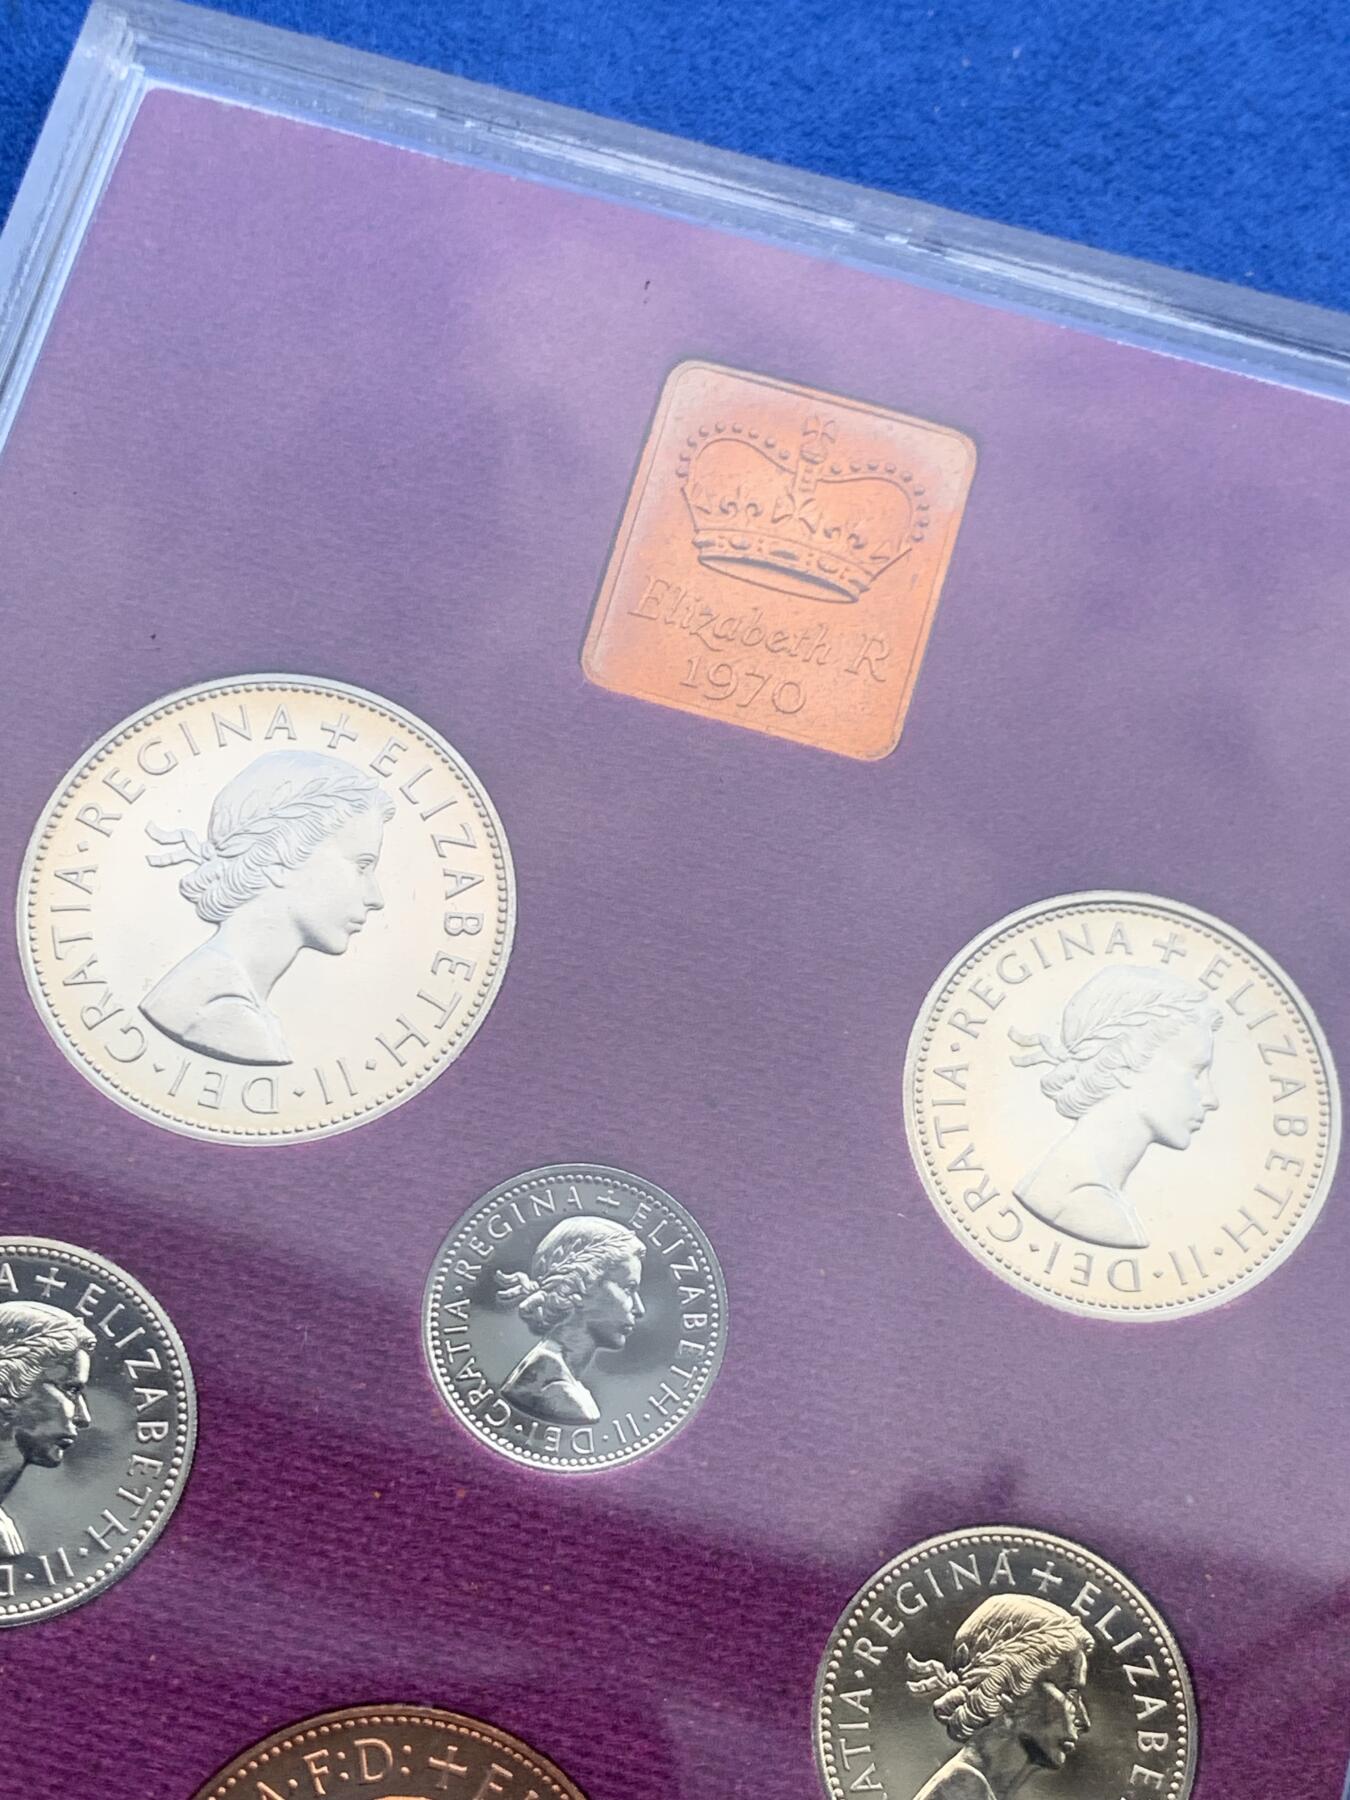 Elizabeth R
1970
+ ELIZABETH · II · DEI · GRATIA · REGINA
+ ELIZABETH · II · DEI · GRATIA · REGINA
+ ELIZABETH · II · DEI · GRATIA · REGINA
A + ELIZABETH · II · D
ATIA · REGINA + ELIZABE
A · F : D : + E